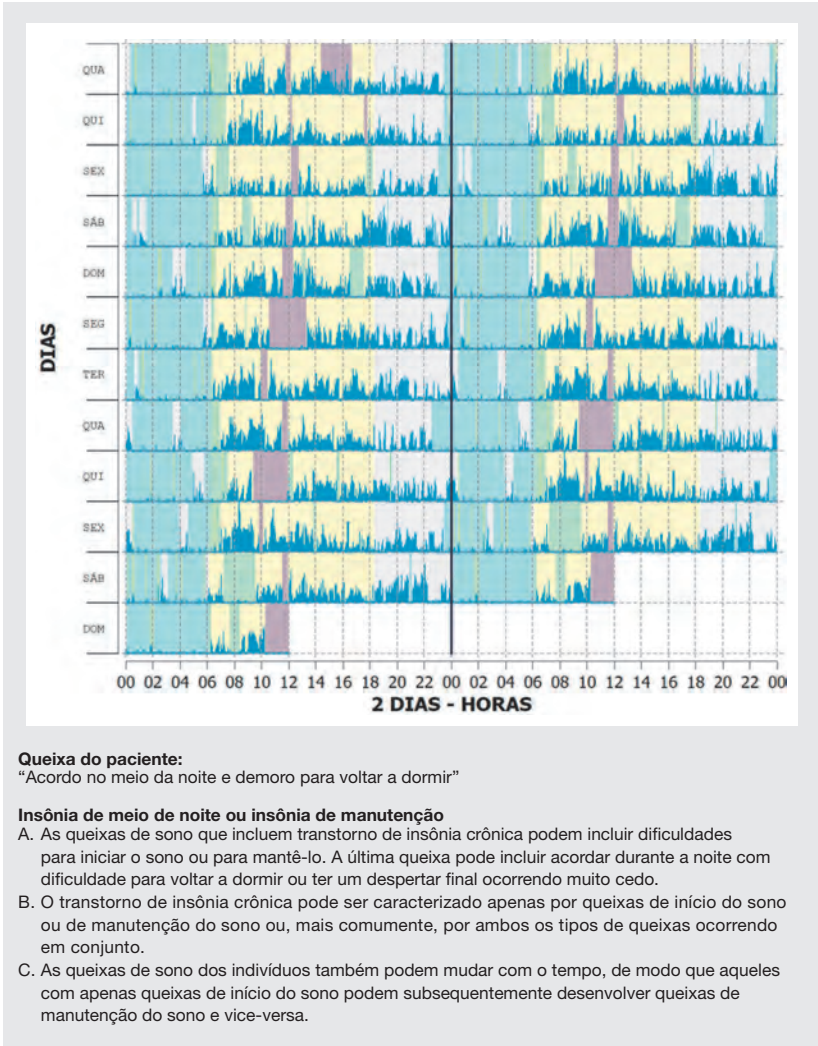 QUA
QUI
SEX
SÁB
DOM
SEG
TER
QUA
QUI
SEX
SÁB
DOM
DIAS
00 02 04 06 08 10 12 14 16 18 20 22 00 02 04 06 08 10 12 14 16 18 20 22 00
2 DIAS - HORAS
Queixa do paciente:
“Acordo no meio da noite e demoro para voltar a dormir”
Insônia de meio de noite ou insônia de manutenção
A. As queixas de sono que incluem transtorno de insônia crônica podem incluir dificuldades
para iniciar o sono ou para mantê-lo. A última queixa pode incluir acordar durante a noite com
dificuldade para voltar a dormir ou ter um despertar final ocorrendo muito cedo.
B. O transtorno de insônia crônica pode ser caracterizado apenas por queixas de início do sono
ou de manutenção do sono ou, mais comumente, por ambos os tipos de queixas ocorrendo
em conjunto.
C. As queixas de sono dos indivíduos também podem mudar com o tempo, de modo que aqueles
com apenas queixas de início do sono podem subsequentemente desenvolver queixas de
manutenção do sono e vice-versa.